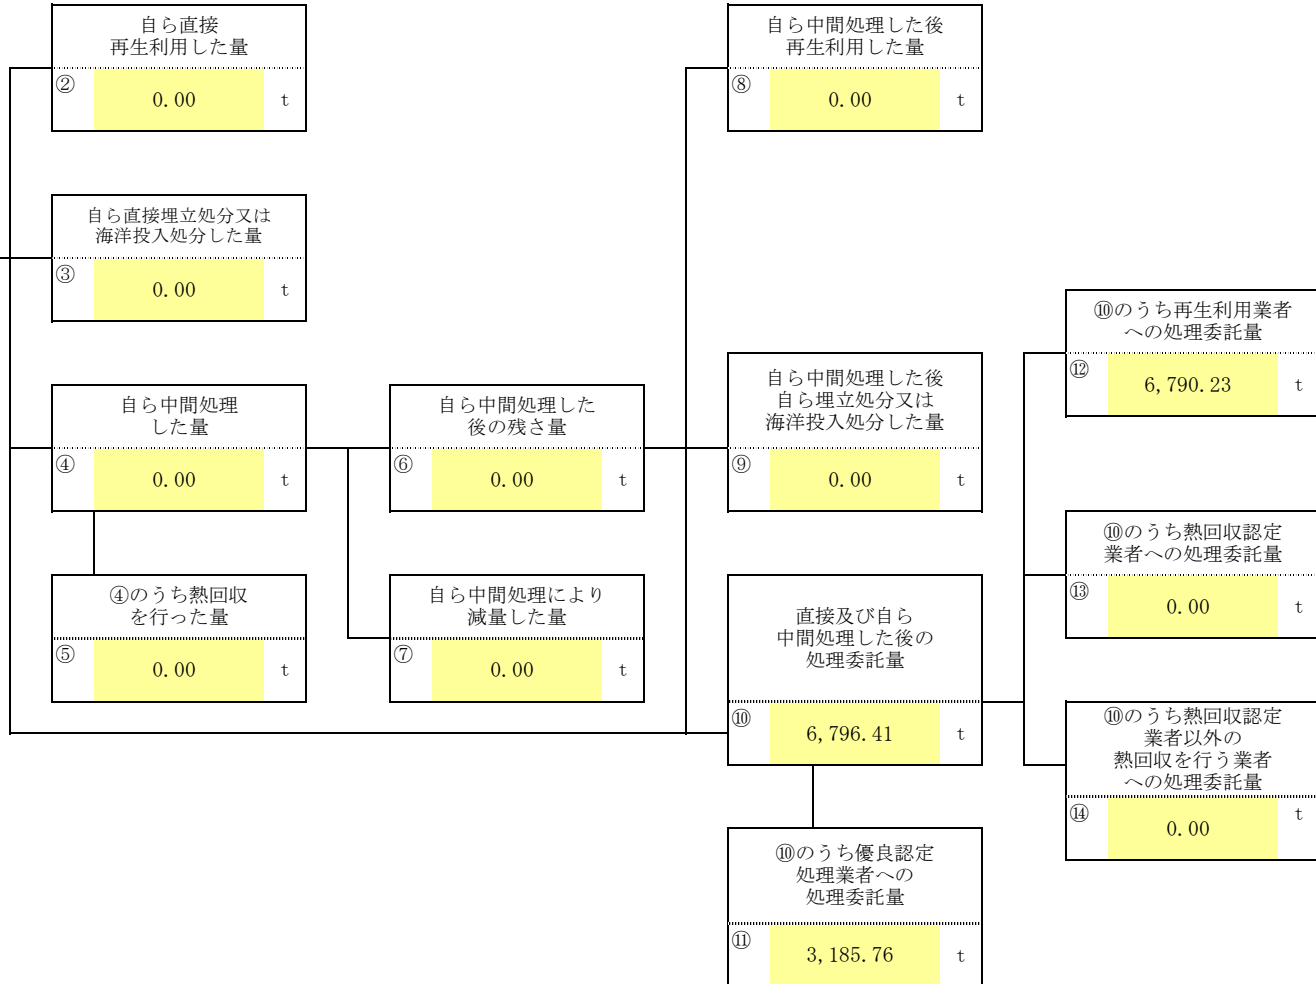 自ら直接
再生利用した量
②
0.00
t
自ら中間処理した後
再生利用した量
⑧
0.00
t
自ら直接埋立処分又は
海洋投入処分した量
③
0.00
t
自ら中間処理
した量
④
0.00
t
自ら中間処理した
後の残さ量
⑥
0.00
t
自ら中間処理した後
自ら埋立処分又は
海洋投入処分した量
⑨
0.00
t
⑩のうち再生利用業者
への処理委託量
⑫
6,790.23
t
⑩のうち熱回収認定
業者への処理委託量
⑬
0.00
t
④のうち熱回収
を行った量
⑤
0.00
t
自ら中間処理により
減量した量
⑦
0.00
t
直接及び自ら
中間処理した後の
処理委託量
⑩
6,796.41
t
⑩のうち熱回収認定
業者以外の
熱回収を行う業者
への処理委託量
⑭
0.00
t
⑩のうち優良認定
処理業者への
処理委託量
⑪
3,185.76
t